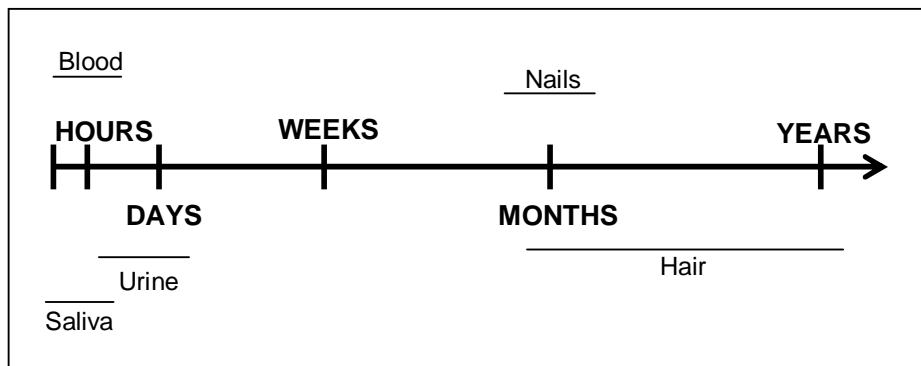 Blood
Nails
HOURS
WEEKS
YEARS
DAYS
MONTHS
Hair
Urine
Saliva